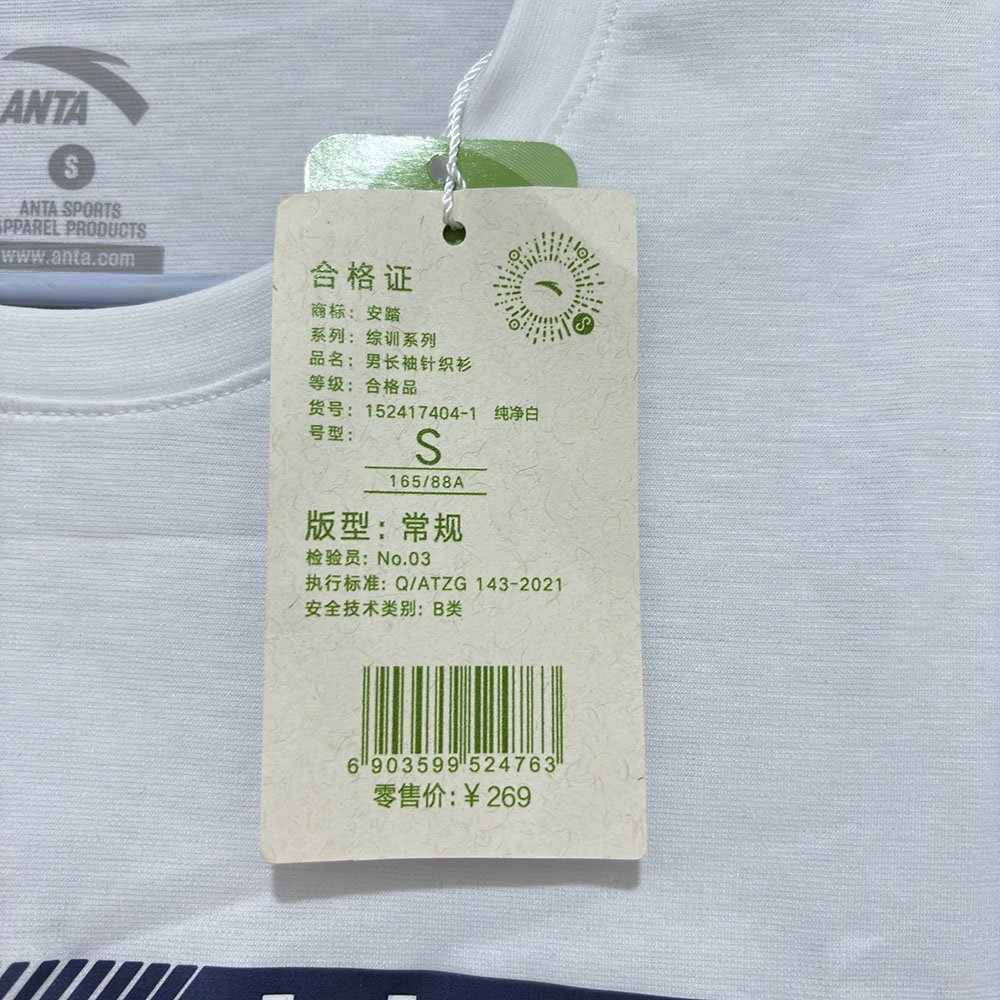 ANTA
S
ANTA SPORTS
APPAREL PRODUCTS
www.anta.com
合格证
商标: 安踏
系列: 综训系列
品名: 男长袖针织衫
等级: 合格品
货号: 152417404-1 纯净白
号型: S
165/88A
版型: 常规
检验员: No.03
执行标准: Q/ATZG 143-2021
安全技术类别: B类
6 903599 524763
零售价: ¥ 269